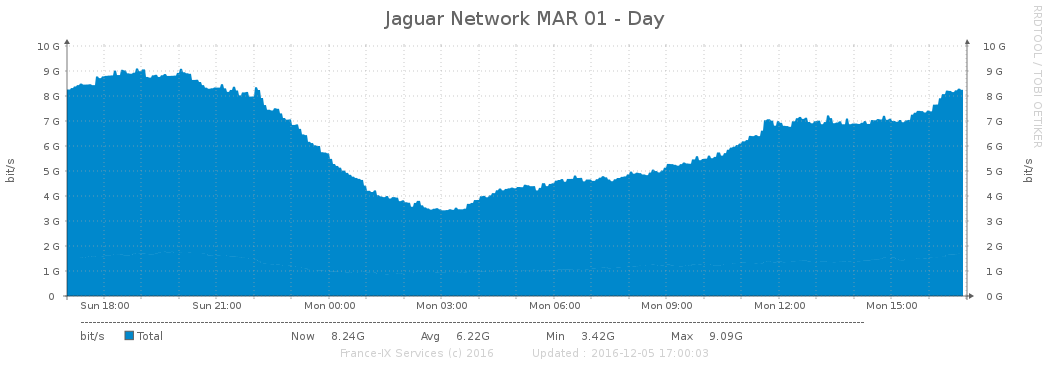 Jaguar Network MAR 01 - Day
RRDTOOL / TOBI OETIKER
10 G 10 G
9 G 9 G
8 G 8 G
7 G 7 G
6 G 6 G
5 G 5 G
4 G 4 G
3 G 3 G
2 G 2 G
1 G 1 G
0 0 G
bit/s
bit/s
Sun 18:00 Sun 21:00 Mon 00:00 Mon 03:00 Mon 06:00 Mon 09:00 Mon 12:00 Mon 15:00
bit/s Total Now 8.24G Avg 6.22G Min 3.42G Max 9.09G
France-IX Services (c) 2016 Updated : 2016-12-05 17:00:03